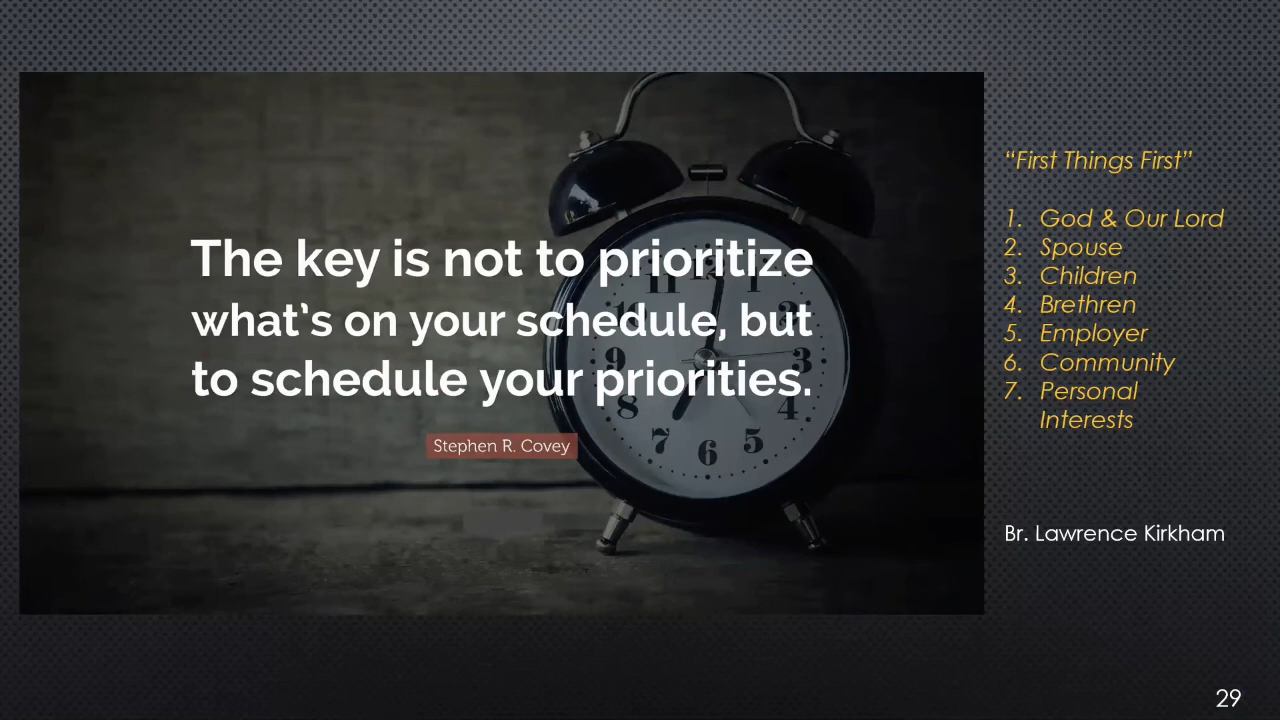 The key is not to prioritize
what's on your schedule, but
to schedule your priorities.
Stephen R. Covey
“First Things First”
1. God & Our Lord
2. Spouse
3. Children
4. Brethren
5. Employer
6. Community
7. Personal
Interests
Br. Lawrence Kirkham
29